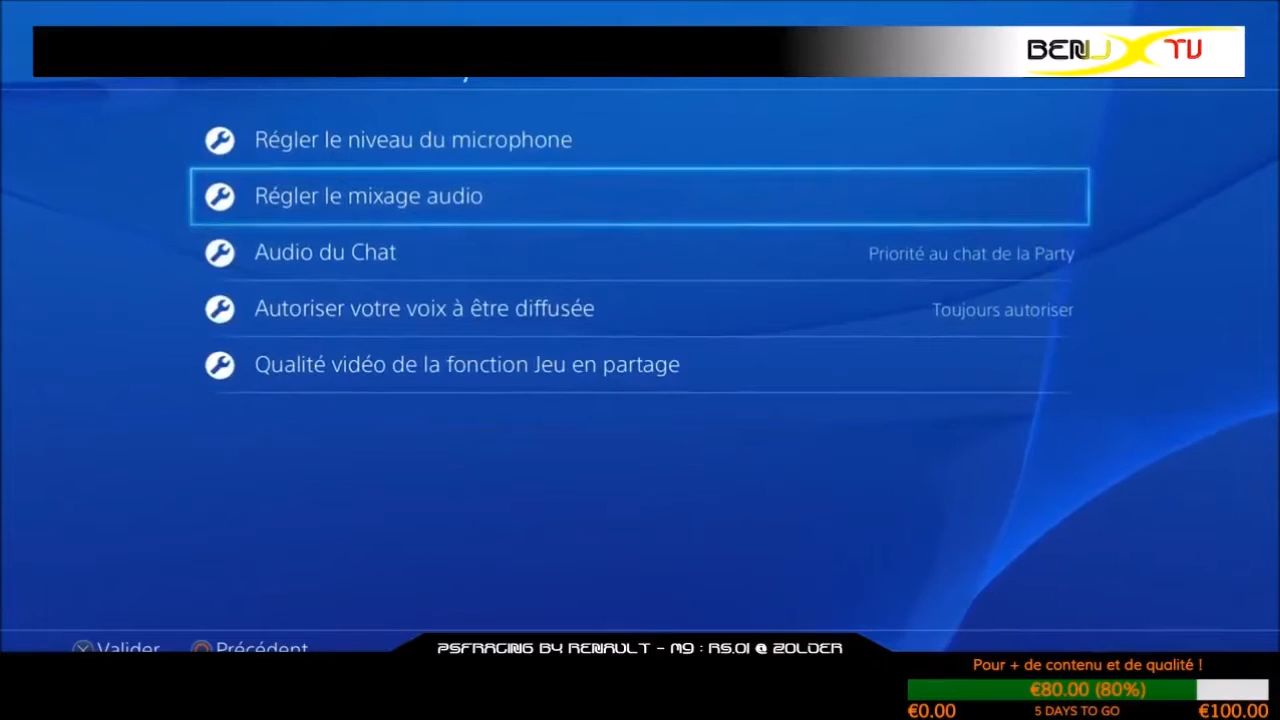 BENJ X TV
Régler le niveau du microphone
Régler le mixage audio
Audio du Chat
Priorité au chat de la Party
Autoriser votre voix à être diffusée
Toujours autoriser
Qualité vidéo de la fonction Jeu en partage
Valider
Précédent
PSFRACING BY RENAULT - M9 : RS.01 @ ZOLDER
Pour + de contenu et de qualité !
€80.00 (80%)
€0.00
5 DAYS TO GO
€100.00